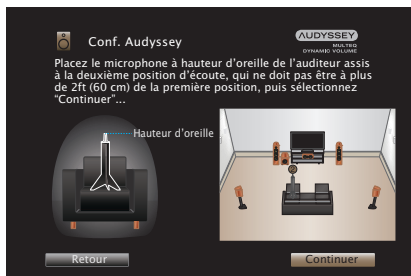 Conf. Audyssey
AUDYSSEY
MULTEQ
DYNAMIC VOLUME
Placez le microphone à hauteur d'oreille de l'auditeur assis
à la deuxième position d'écoute, qui ne doit pas être à plus
de 2ft (60 cm) de la première position, puis sélectionnez
“Continuer”...
Hauteur d'oreille
Retour
Continuer